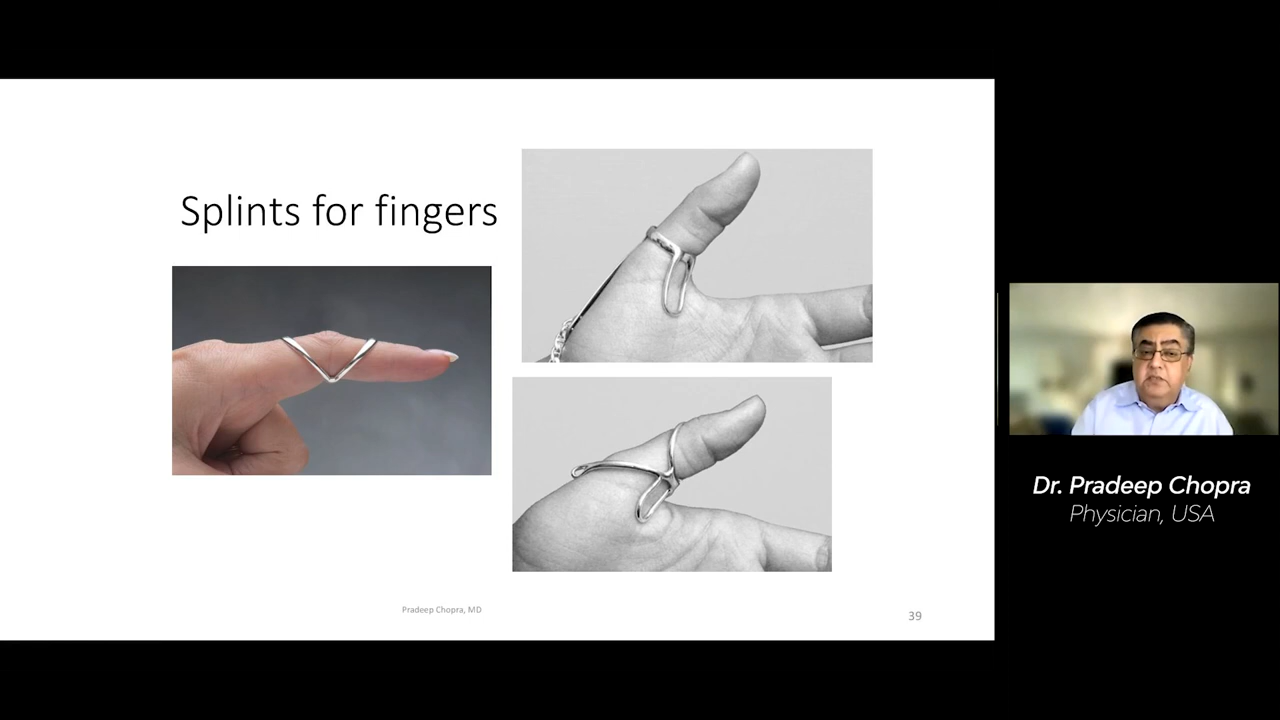 Splints for fingers
Pradeep Chopra, MD
39
Dr. Pradeep Chopra
Physician, USA